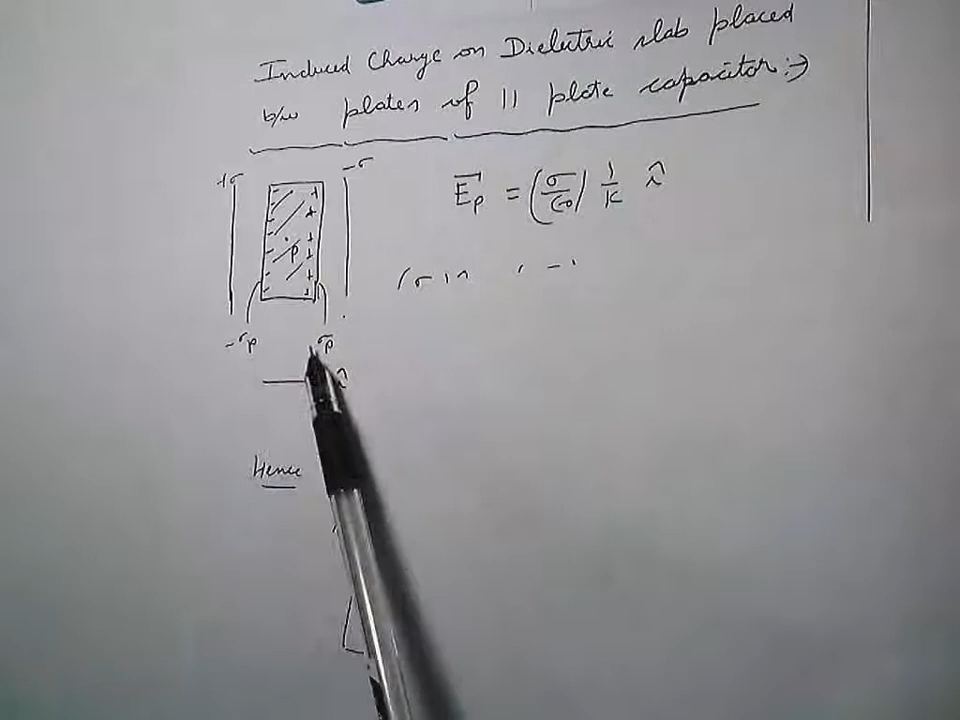 Induced Charge on Dielectric slab placed
b/w plates of || plate capacitor :→
+σ -σ
E⃗p = (σ/ε₀) 1/K î
p
-σp σp
Hence